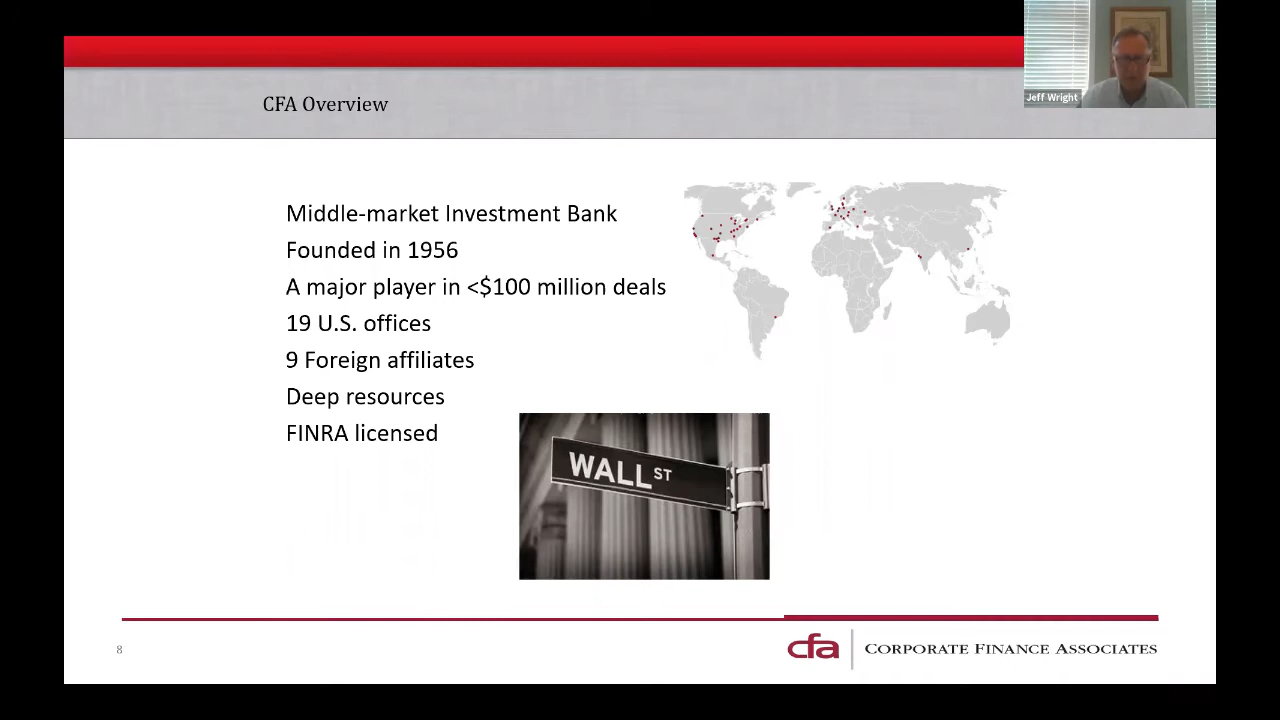 Jeff Wright
CFA Overview
Middle-market Investment Bank
Founded in 1956
A major player in <$100 million deals
19 U.S. offices
9 Foreign affiliates
Deep resources
FINRA licensed
WALL ST
8
cfa
CORPORATE FINANCE ASSOCIATES